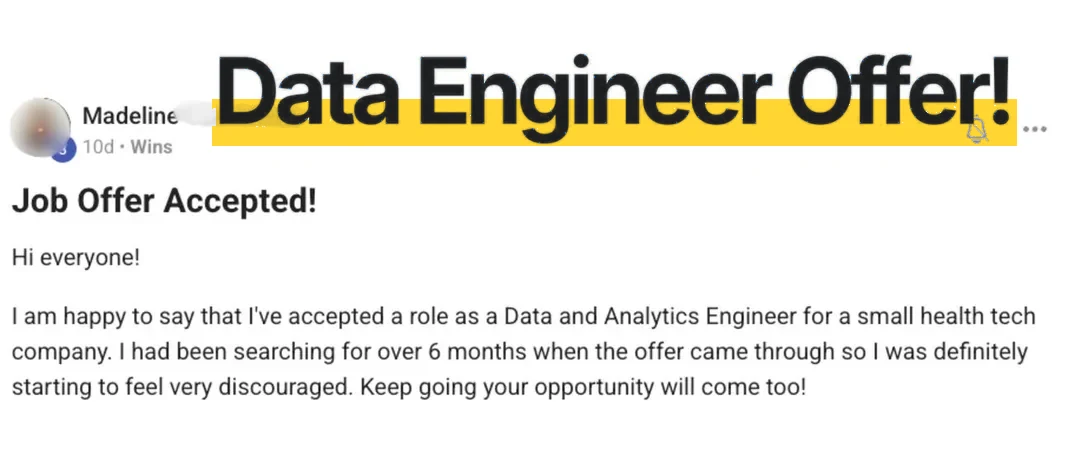 Data Engineer Offer!
Madeline
10d • Wins
Job Offer Accepted!
Hi everyone!
I am happy to say that I've accepted a role as a Data and Analytics Engineer for a small health tech
company. I had been searching for over 6 months when the offer came through so I was definitely
starting to feel very discouraged. Keep going your opportunity will come too!